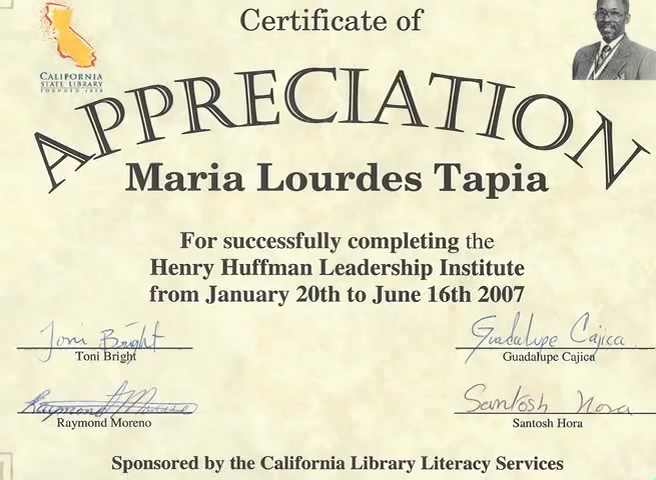 Certificate of
CALIFORNIA
STATE LIBRARY
FOUNDED 1850
APPRECIATION
Maria Lourdes Tapia
For successfully completing the
Henry Huffman Leadership Institute
from January 20th to June 16th 2007
Toni Bright
Toni Bright
Guadalupe Cajica
Guadalupe Cajica
Raymond Moreno
Raymond Moreno
Santosh Hora
Santosh Hora
Sponsored by the California Library Literacy Services